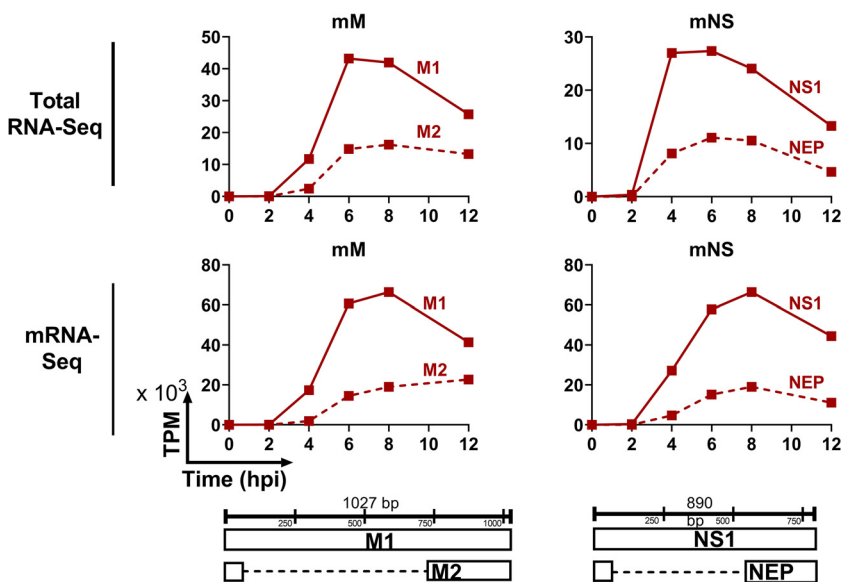 mM
mNS
Total
RNA-Seq
50
40
30
20
10
0
M1
M2
0 2 4 6 8 10 12
30
20
10
0
NS1
NEP
0 2 4 6 8 10 12
mM
mNS
mRNA-
Seq
80
60
40
20
0
M1
M2
0 2 4 6 8 10 12
80
60
40
20
0
NS1
NEP
0 2 4 6 8 10 12
x 10³
TPM
Time (hpi)
1027 bp
250 500 750 1000
M1
M2
890
bp
250 500 750
NS1
NEP